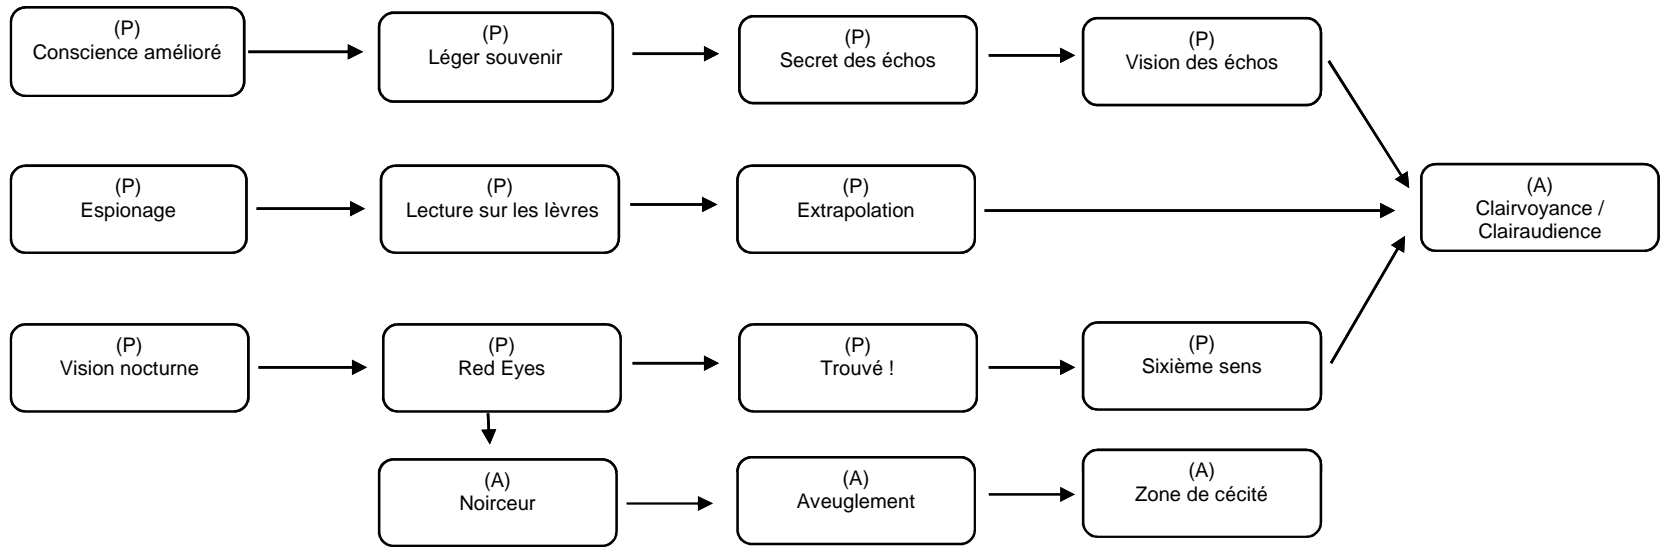 (P)
Conscience amélioré
(P)
Léger souvenir
(P)
Secret des échos
(P)
Vision des échos
(P)
Espionage
(P)
Lecture sur les lèvres
(P)
Extrapolation
(A)
Clairvoyance /
Clairaudience
(P)
Vision nocturne
(P)
Red Eyes
(P)
Trouvé !
(P)
Sixième sens
(A)
Noirceur
(A)
Aveuglement
(A)
Zone de cécité